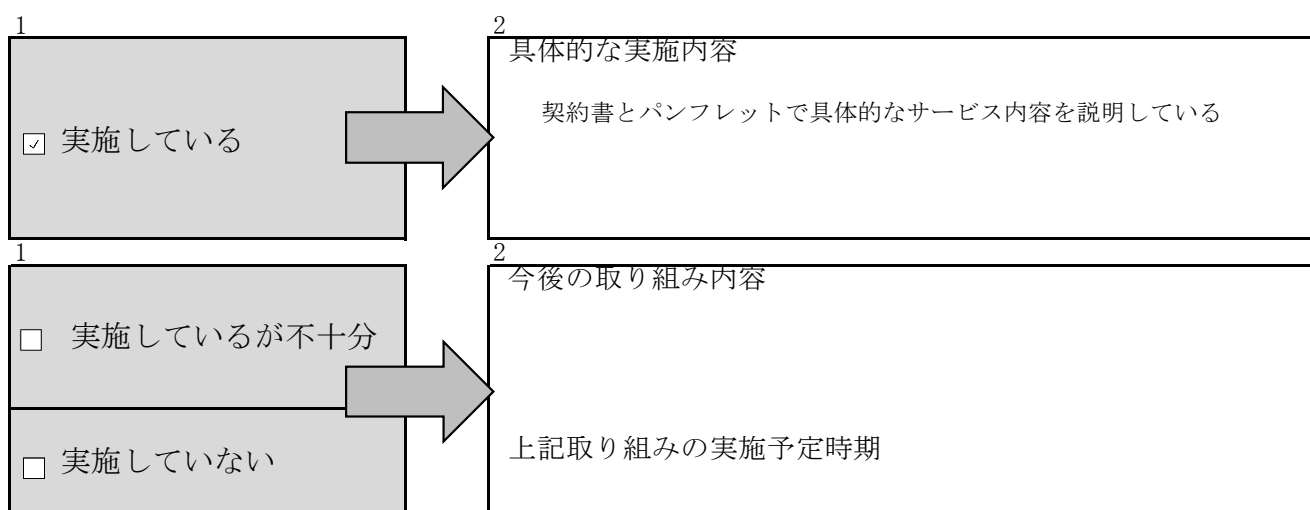 1
2
具体的な実施内容
契約書とパンフレットで具体的なサービス内容を説明している
☑ 実施している
1
2
今後の取り組み内容
□ 実施しているが不十分
上記取り組みの実施予定時期
□ 実施していない